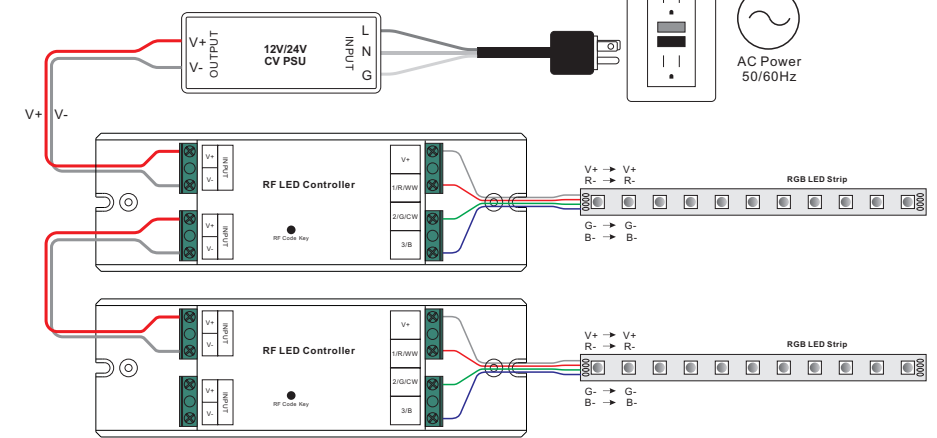 V+
V-
OUTPUT
12V/24V
CV PSU
INPUT
L
N
G
AC Power
50/60Hz
V+
V-
V+
V-
INPUT
RF LED Controller
V+
1/R/WW
2/G/CW
3/B
V+
V-
INPUT
RF Code Key
V+ → V+
R- → R-
RGB LED Strip
G- → G-
B- → B-
V+
V-
INPUT
RF LED Controller
V+
1/R/WW
2/G/CW
3/B
V+
V-
INPUT
RF Code Key
V+ → V+
R- → R-
RGB LED Strip
G- → G-
B- → B-